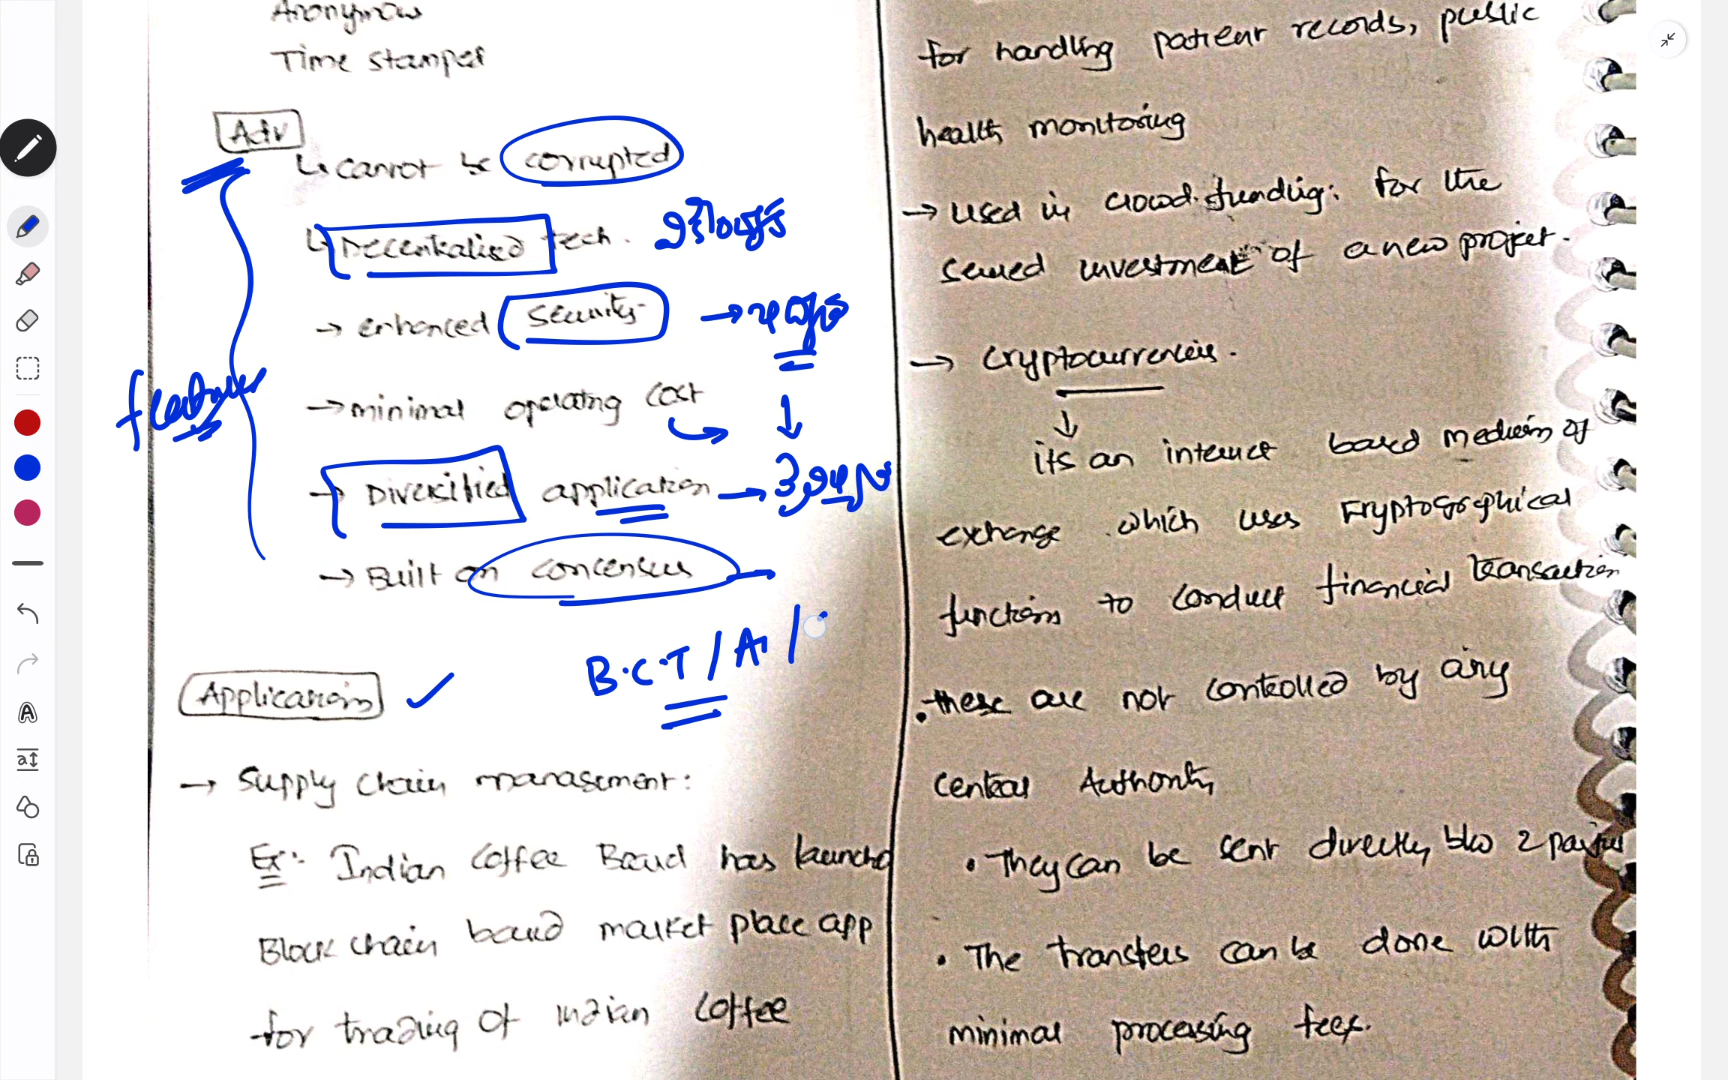 Anonymous
Time stamped
Adv
↳ cannot be corrupted
↳ Decentralised tech.
→ enhanced security
→ minimal operating cost
features
→ Diversified application →
→ Built on concensus
B.C.T / AI /
Applications ✓
→ Supply chain management:
Ex:- Indian Coffee Board has launched
Block chain based market place app
for trading of Indian Coffee
for handling patient records, public
health monitoring
→ Used in crowd.funding: for the
seed investment of a new project.
→ Cryptocurrencies.
↓
its an internet based medium of
exchange which uses cryptographical
functions to conduct financial transaction
. these are not controlled by any
Central Authority
• They can be sent directly b/w 2 parties
• The transfers can be done with
minimal processing fees.